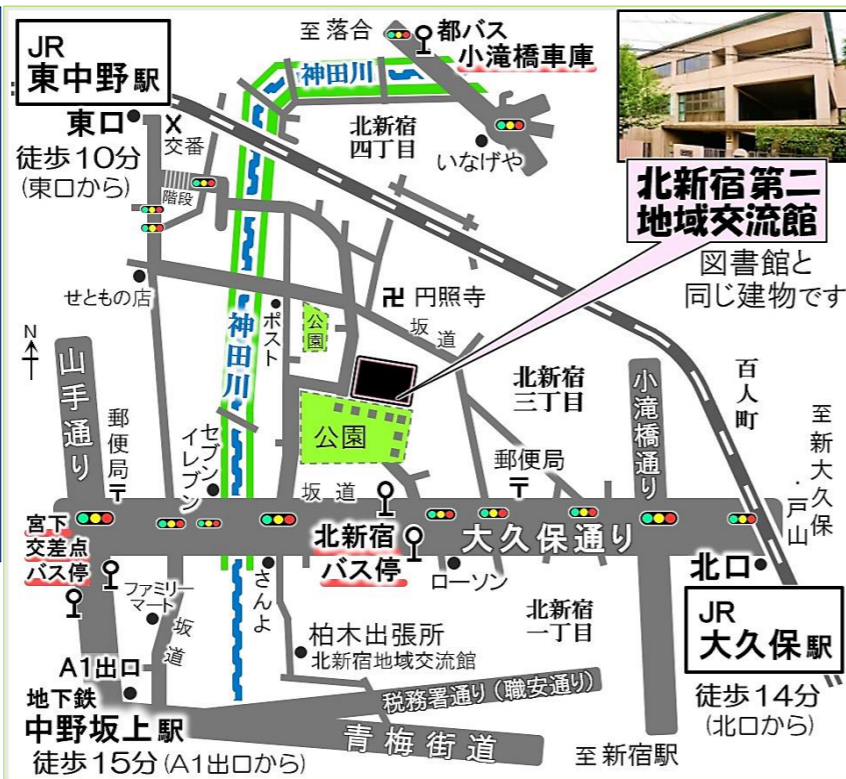 JR
東中野駅
東口
X
交番
徒歩10分
(東口から)
階段
至 落合
都バス
小滝橋車庫
神田川
北新宿
四丁目
いなげや
北新宿第二
地域交流館
図書館と
同じ建物です
せともの店
ポスト
公園
卍 円照寺
坂道
N
山手通り
郵便局
〒
セブン
イレブン
神田川
公園
北新宿
三丁目
小滝橋通り
百人町
至 新大久保
・戸山
郵便局
〒
坂道
宮下
交差点
バス停
北新宿
バス停
大久保通り
ローソン
北口
JR
大久保駅
徒歩14分
(北口から)
ファミリー
マート
坂道
さんよ
北新宿
一丁目
柏木出張所
北新宿地域交流館
A1出口
地下鉄
中野坂上駅
徒歩15分(A1出口から)
税務署通り(職安通り)
青梅街道
至 新宿駅